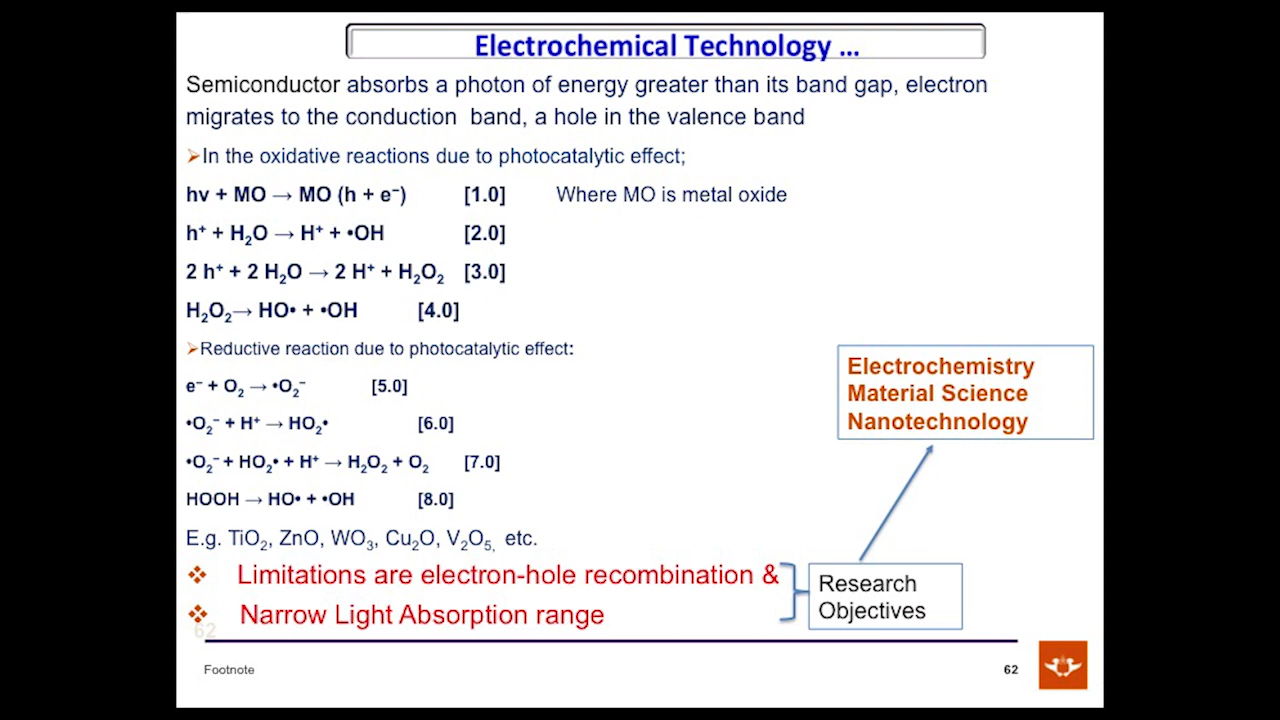 Electrochemical Technology ...
Semiconductor absorbs a photon of energy greater than its band gap, electron
migrates to the conduction band, a hole in the valence band
➢In the oxidative reactions due to photocatalytic effect;
hv + MO → MO (h + e⁻) [1.0] Where MO is metal oxide
h⁺ + H₂O → H⁺ + •OH [2.0]
2 h⁺ + 2 H₂O → 2 H⁺ + H₂O₂ [3.0]
H₂O₂→ HO• + •OH [4.0]
➢Reductive reaction due to photocatalytic effect:
e⁻ + O₂ → •O₂⁻ [5.0]
•O₂⁻ + H⁺ → HO₂• [6.0]
•O₂⁻ + HO₂• + H⁺ → H₂O₂ + O₂ [7.0]
HOOH → HO• + •OH [8.0]
E.g. TiO₂, ZnO, WO₃, Cu₂O, V₂O₅, etc.
❖ Limitations are electron-hole recombination &
❖ Narrow Light Absorption range
Electrochemistry
Material Science
Nanotechnology
Research
Objectives
62
Footnote
62